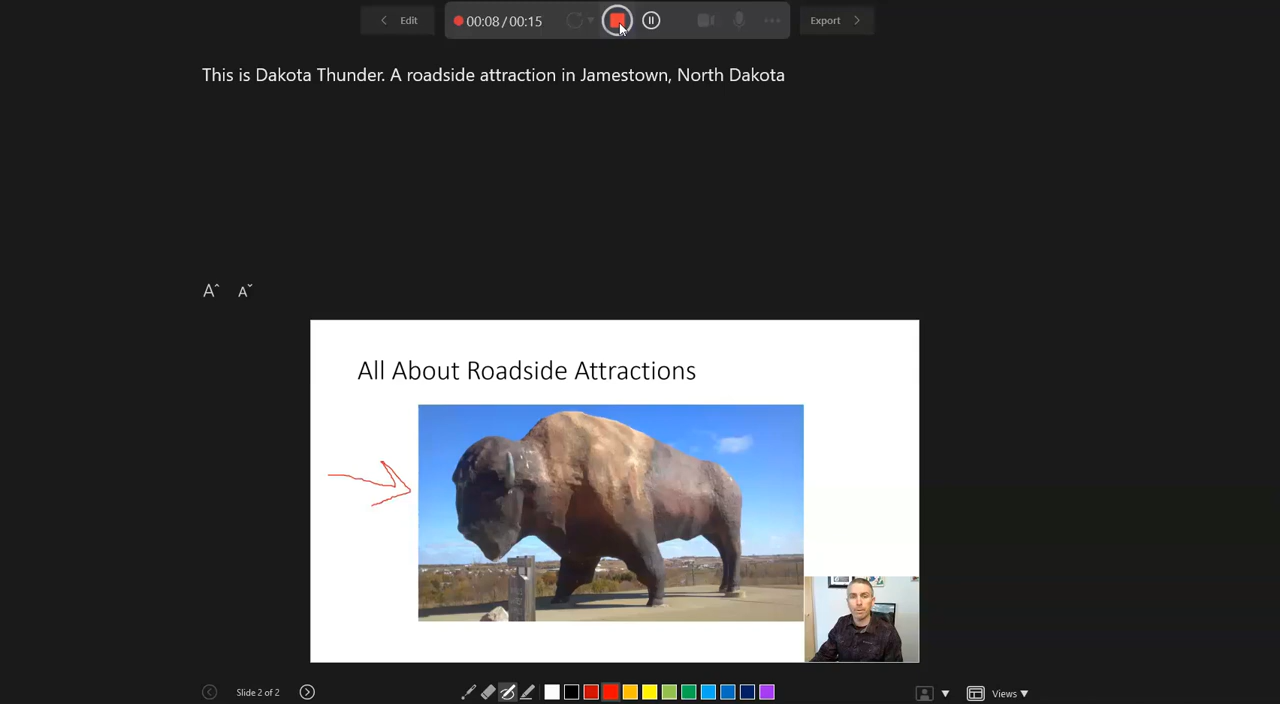 Edit
00:08 / 00:15
Export
This is Dakota Thunder. A roadside attraction in Jamestown, North Dakota
A A
All About Roadside Attractions
Slide 2 of 2
Views